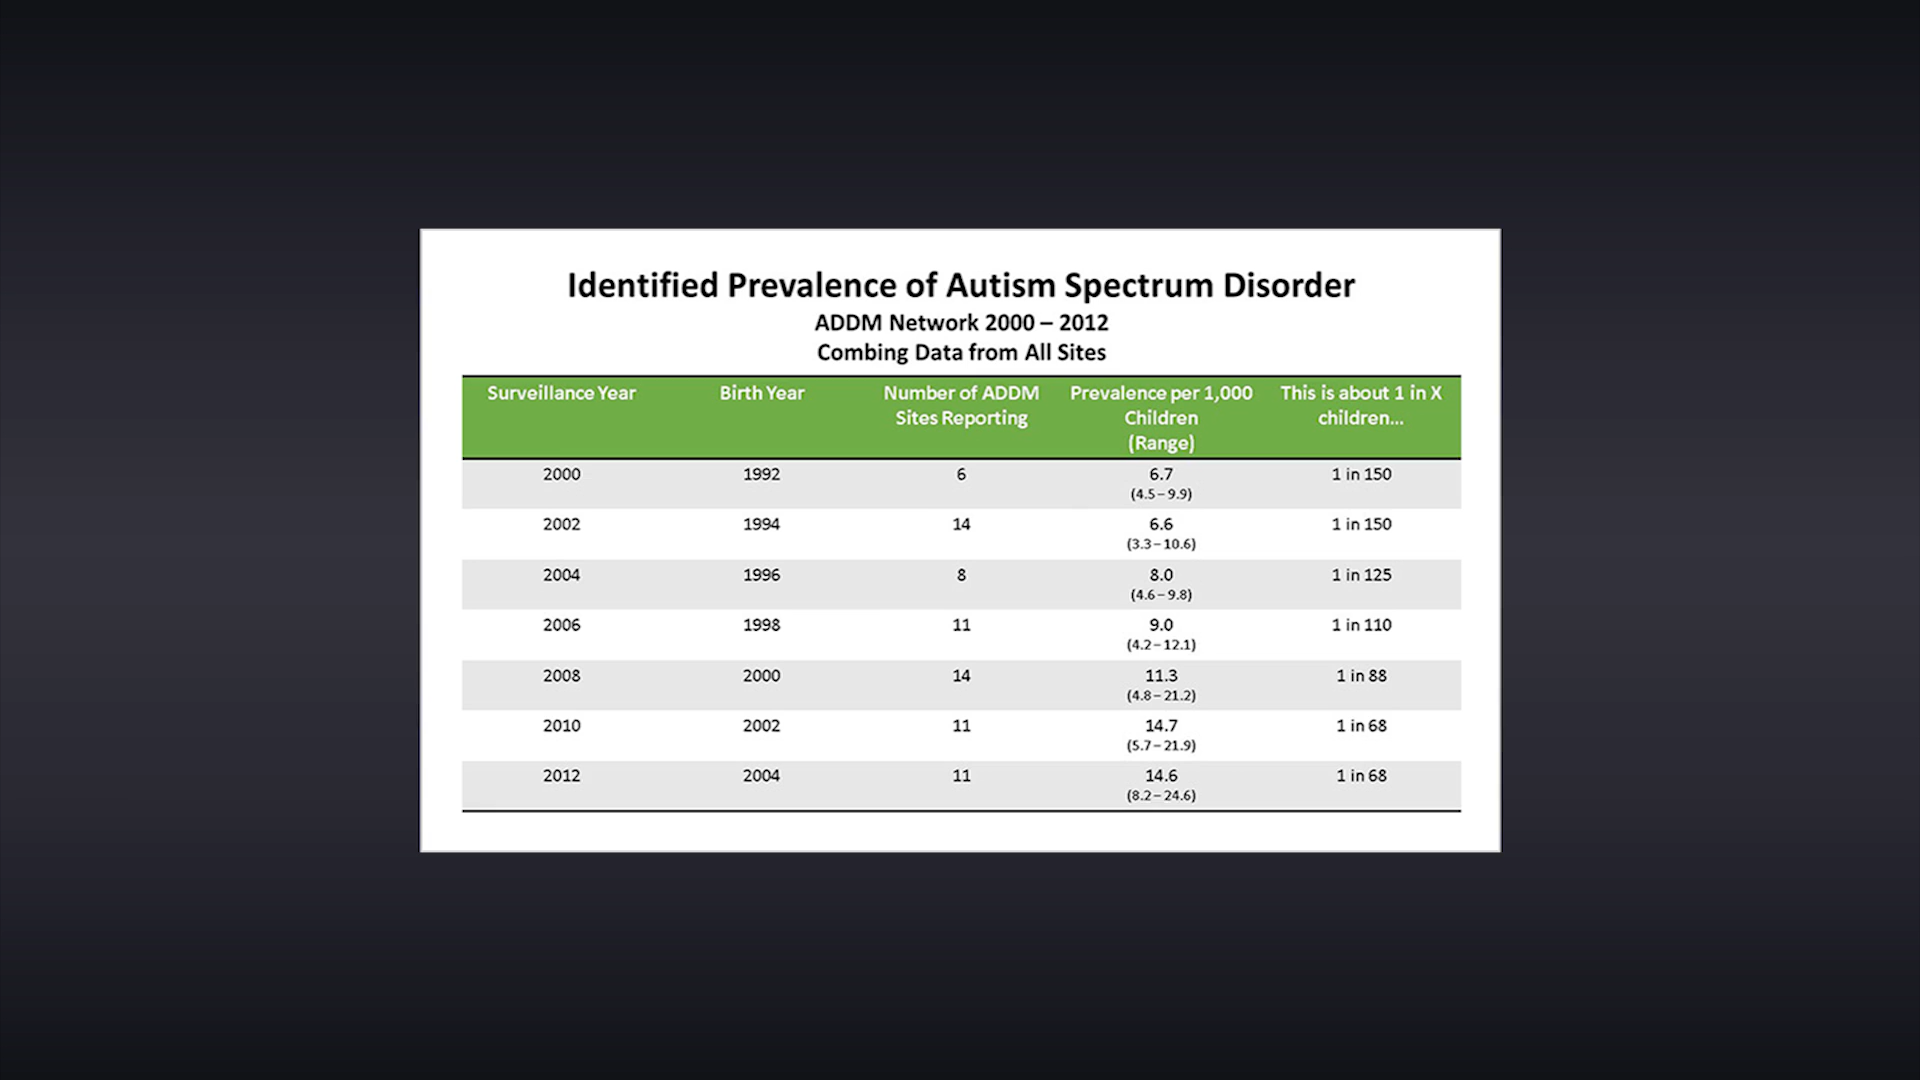 Identified Prevalence of Autism Spectrum Disorder
ADDM Network 2000 – 2012
Combing Data from All Sites
Surveillance Year Birth Year Number of ADDM Sites Reporting Prevalence per 1,000 Children (Range) This is about 1 in X children...
2000 1992 6 6.7 1 in 150
(4.5 – 9.9)
2002 1994 14 6.6 1 in 150
(3.3 – 10.6)
2004 1996 8 8.0 1 in 125
(4.6 – 9.8)
2006 1998 11 9.0 1 in 110
(4.2 – 12.1)
2008 2000 14 11.3 1 in 88
(4.8 – 21.2)
2010 2002 11 14.7 1 in 68
(5.7 – 21.9)
2012 2004 11 14.6 1 in 68
(8.2 – 24.6)